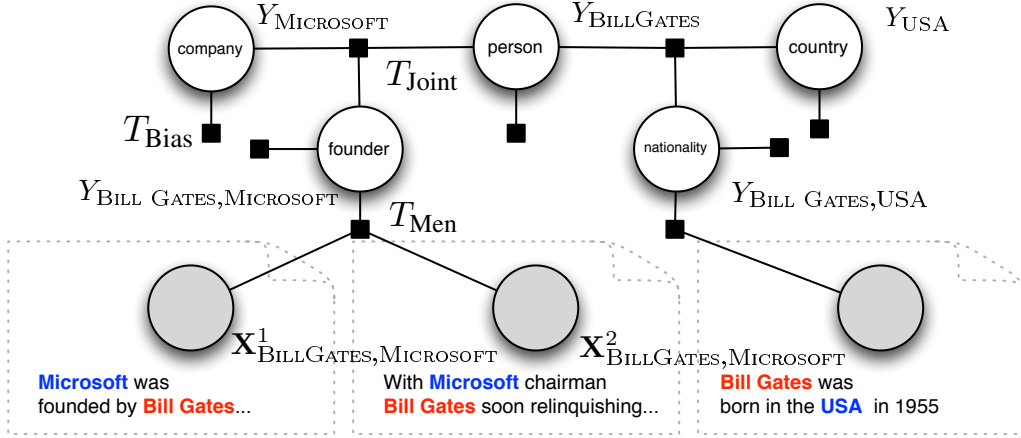 Y_Microsoft
Y_BillGates
Y_USA
company
person
country
T_Joint
T_Bias
founder
nationality
Y_Bill Gates,Microsoft
Y_Bill Gates,USA
T_Men
X^1_BillGates,Microsoft
X^2_BillGates,Microsoft
Microsoft was
founded by Bill Gates...
With Microsoft chairman
Bill Gates soon relinquishing...
Bill Gates was
born in the USA in 1955